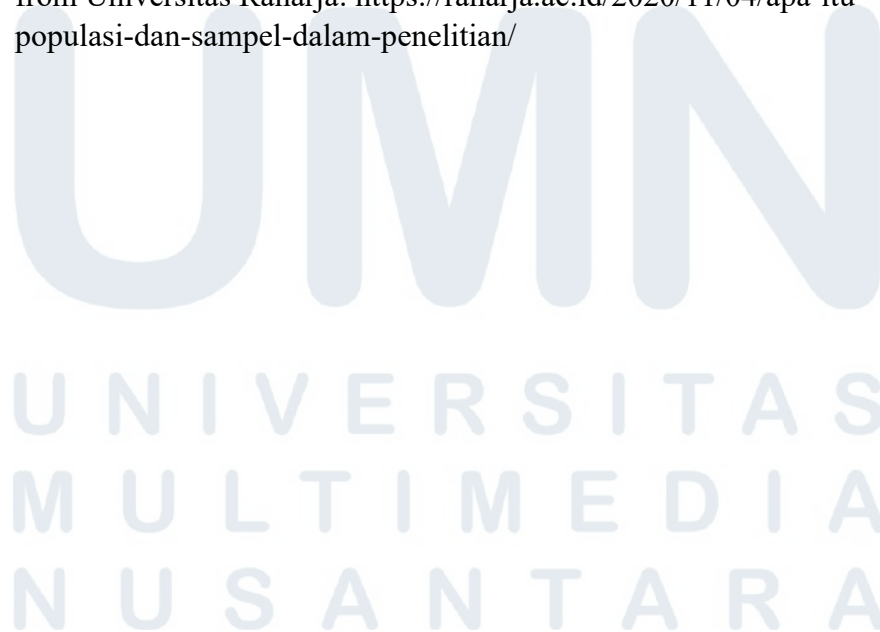 from Universitas Raharja: https://raharja.ac.id/2020/11/04/apa-itu-
populasi-dan-sampel-dalam-penelitian/
UMN
UNIVERSITAS
MULTIMEDIA
NUSANTARA